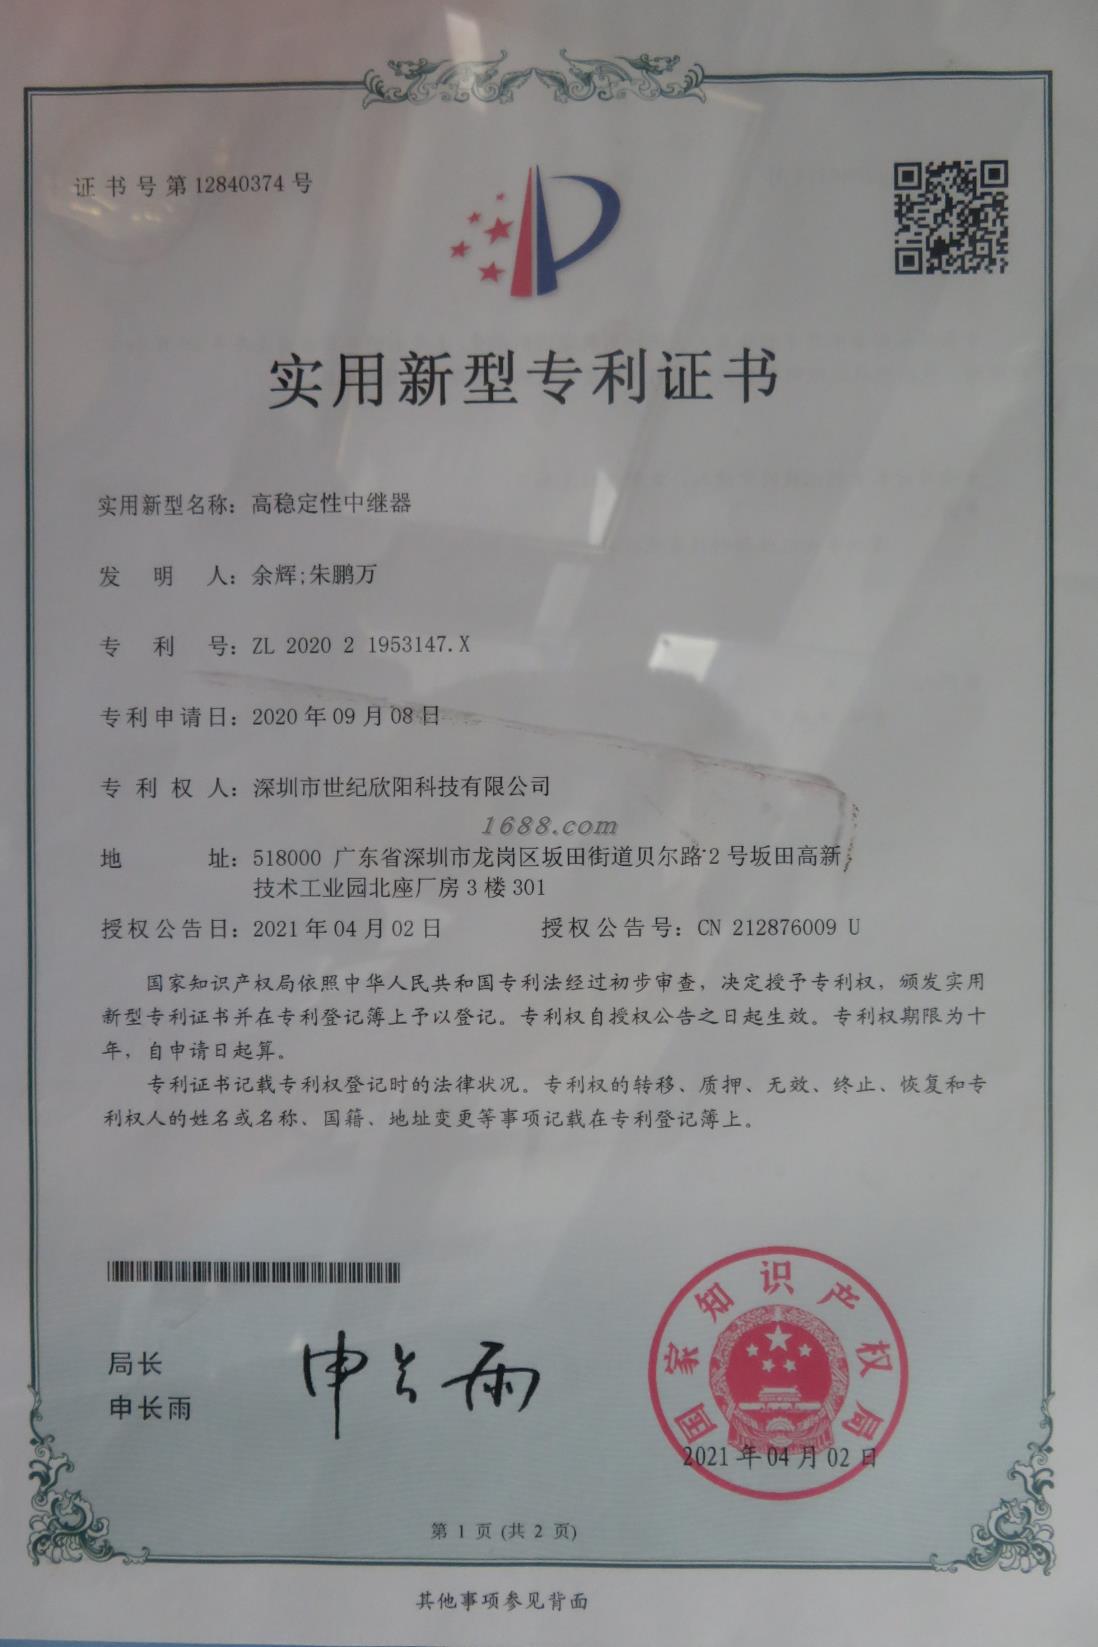 证书号第12840374号
实用新型专利证书
实用新型名称：高稳定性中继器
发明人：余辉;朱鹏万
专利号：ZL 2020 2 1953147.X
专利申请日：2020年09月08日
专利权人：深圳市世纪欣阳科技有限公司
1688.com
地址：518000 广东省深圳市龙岗区坂田街道贝尔路2号坂田高新
技术工业园北座厂房3楼301
授权公告日：2021年04月02日 授权公告号：CN 212876009 U
国家知识产权局依照中华人民共和国专利法经过初步审查，决定授予专利权，颁发实用
新型专利证书并在专利登记簿上予以登记。专利权自授权公告之日起生效。专利权期限为十
年，自申请日起算。
专利证书记载专利权登记时的法律状况。专利权的转移、质押、无效、终止、恢复和专
利权人的姓名或名称、国籍、地址变更等事项记载在专利登记簿上。
局长
申长雨
申长雨
国家知识产权局
2021年04月02日
第 1 页 (共 2 页)
其他事项参见背面